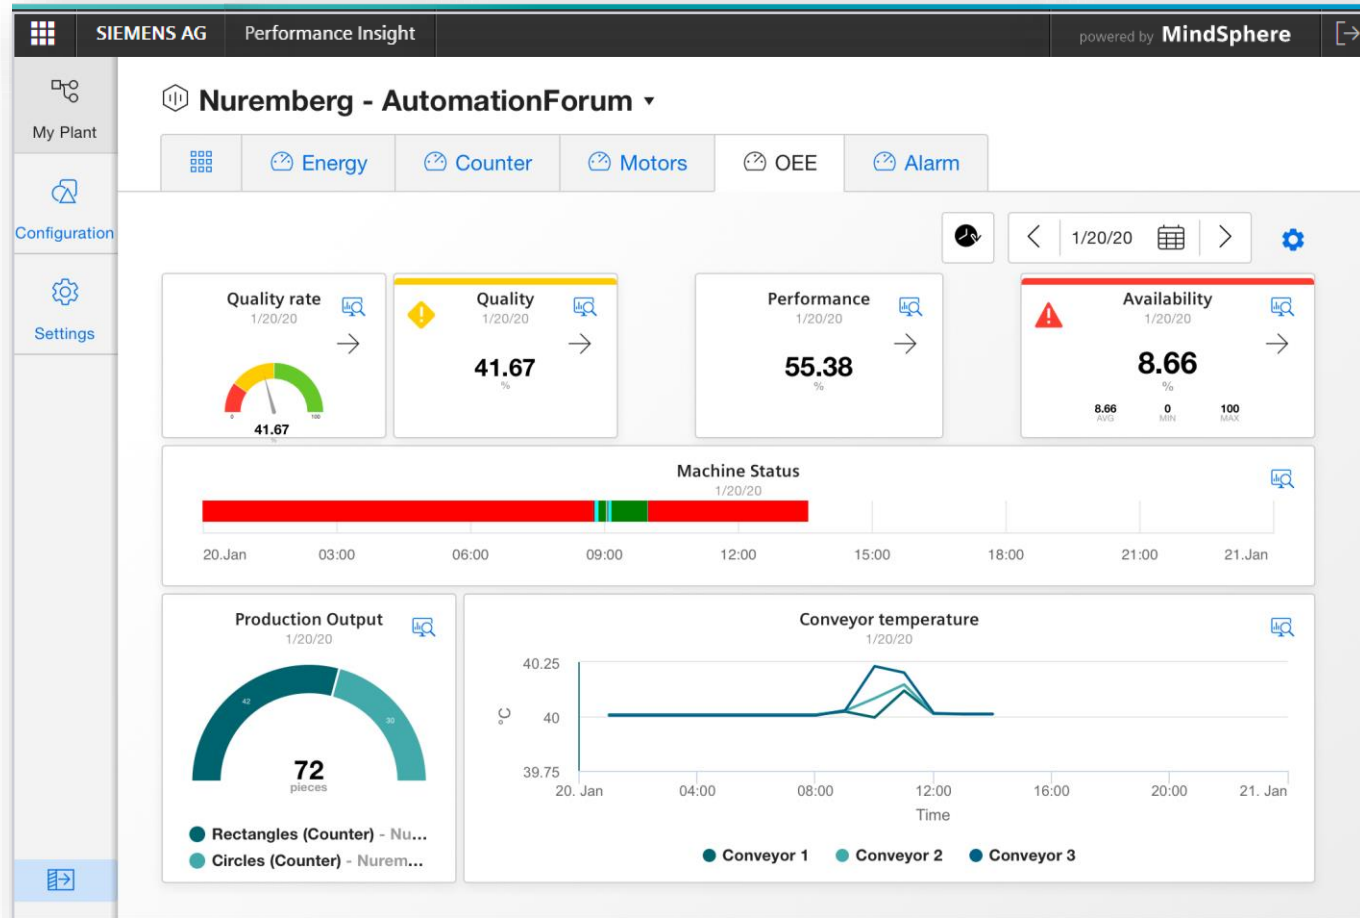 SIEMENS AG
Performance Insight
powered by MindSphere
My Plant
Configuration
Settings
Nuremberg - AutomationForum
Energy
Counter
Motors
OEE
Alarm
1/20/20
Quality rate
1/20/20
0
100
41.67
%
Quality
1/20/20
41.67
%
Performance
1/20/20
55.38
%
Availability
1/20/20
8.66
%
8.66 0 100
AVG MIN MAX
Machine Status
1/20/20
20.Jan 03:00 06:00 09:00 12:00 15:00 18:00 21:00 21.Jan
Production Output
1/20/20
42
30
72
pieces
Rectangles (Counter) - Nu...
Circles (Counter) - Nurem...
Conveyor temperature
1/20/20
°C
40.25
40
39.75
20. Jan 04:00 08:00 12:00 16:00 20:00 21. Jan
Time
Conveyor 1 Conveyor 2 Conveyor 3